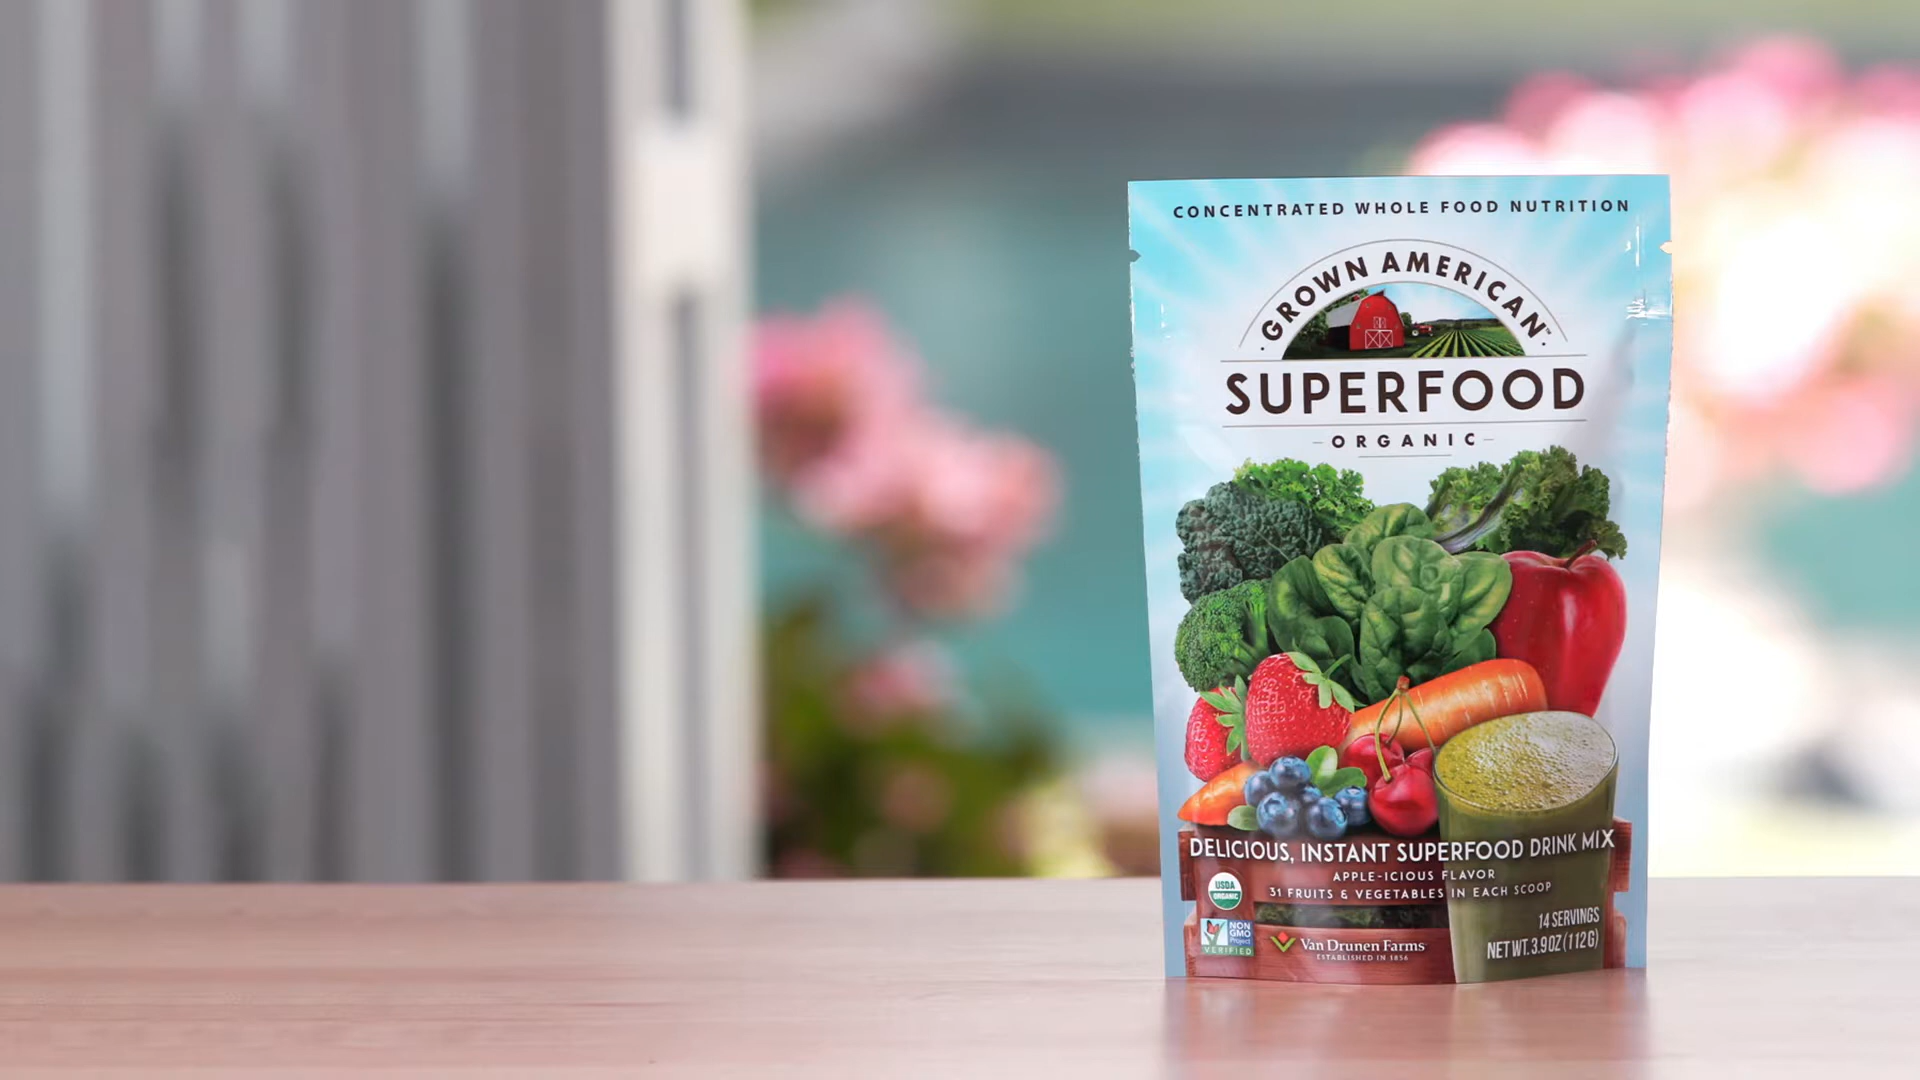 CONCENTRATED WHOLE FOOD NUTRITION
· GROWN AMERICAN™ ·
SUPERFOOD
- ORGANIC -
DELICIOUS, INSTANT SUPERFOOD DRINK MIX
APPLE-ICIOUS FLAVOR
31 FRUITS & VEGETABLES IN EACH SCOOP
USDA
ORGANIC
NON
GMO
Project
VERIFIED
Van Drunen Farms
ESTABLISHED IN 1856
14 SERVINGS
NET WT. 3.9 OZ (112 G)